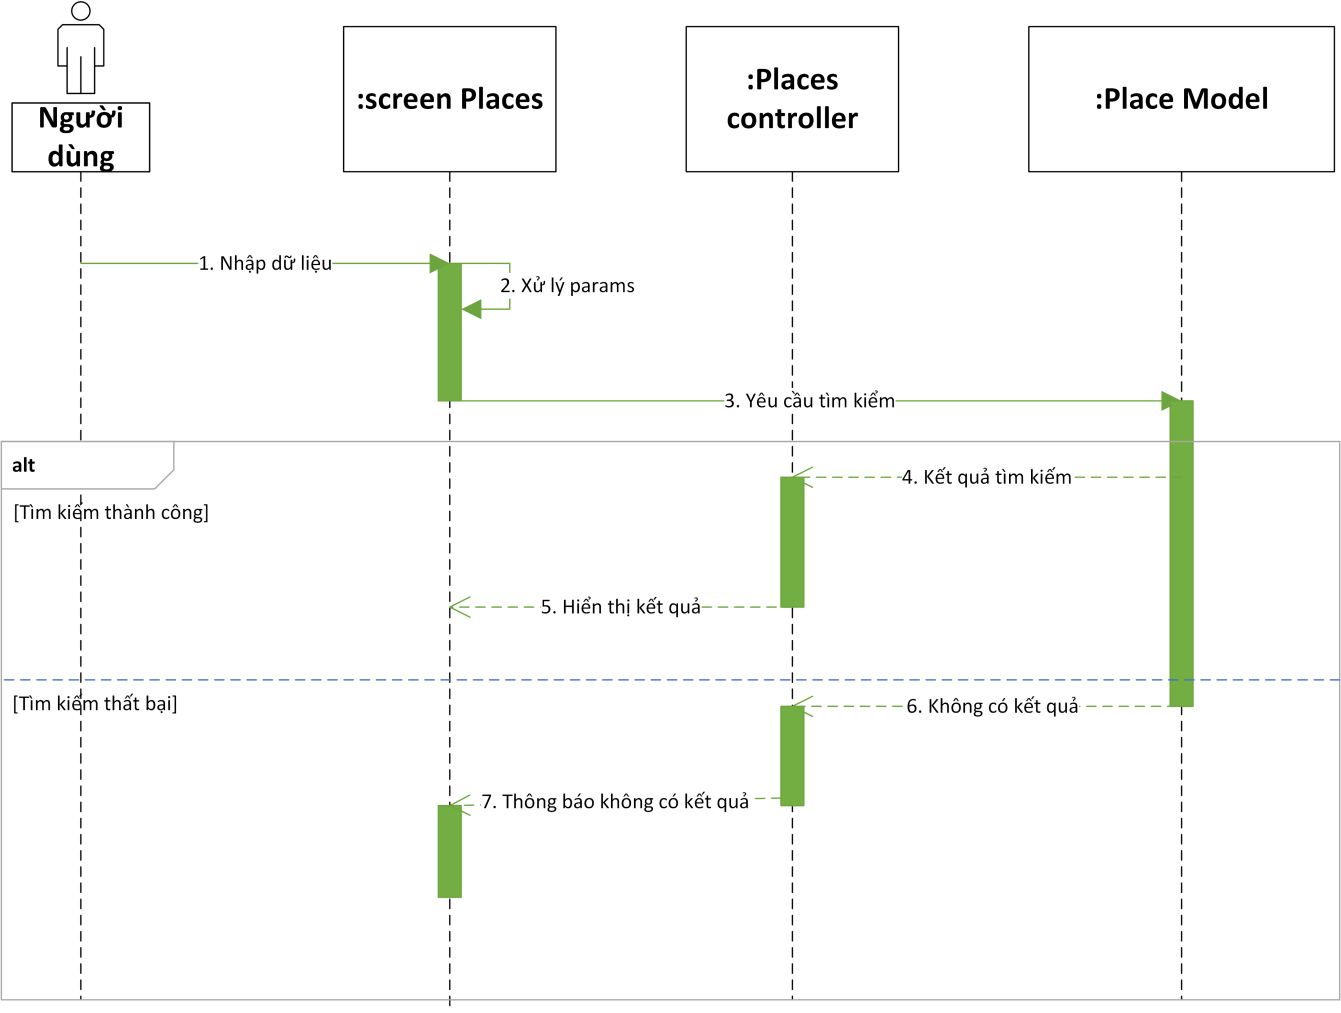 Người
dùng
:screen Places
:Places
controller
:Place Model
1. Nhập dữ liệu
2. Xử lý params
3. Yêu cầu tìm kiểm
alt
4. Kết quả tìm kiếm
[Tìm kiếm thành công]
5. Hiển thị kết quả
[Tìm kiếm thất bại]
6. Không có kết quả
7. Thông báo không có kết quả